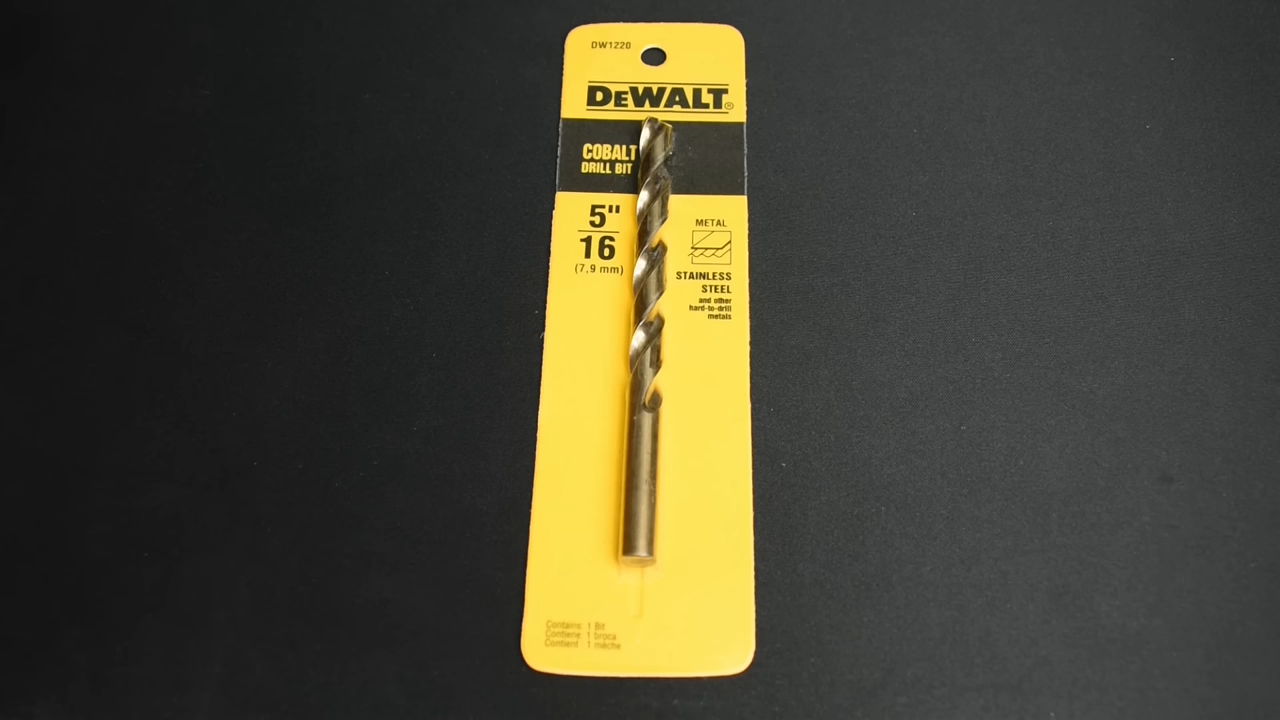 DW1220
DEWALT®
COBALT
DRILL BIT
5"
16
(7,9 mm)
METAL
STAINLESS
STEEL
and other
hard-to-drill
metals
Contains: 1 Bit
Contiene: 1 broca
Contient : 1 mèche